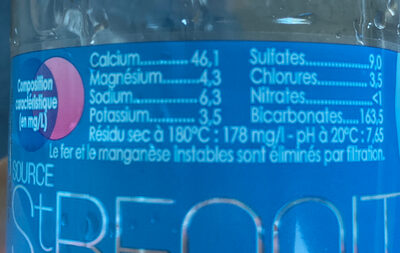 Composition
caractéristique
(en mg/L)
Calcium............46,1
Magnésium.......4,3
Sodium..............6,3
Potassium.........3,5
Sulfates..............9,0
Chlorures............3,5
Nitrates..............<1
Bicarbonates....163,5
Résidu sec à 180°C : 178 mg/l - pH à 20°C : 7,65
Le fer et le manganèse instables sont éliminés par filtration.
SOURCE
St BENOIT